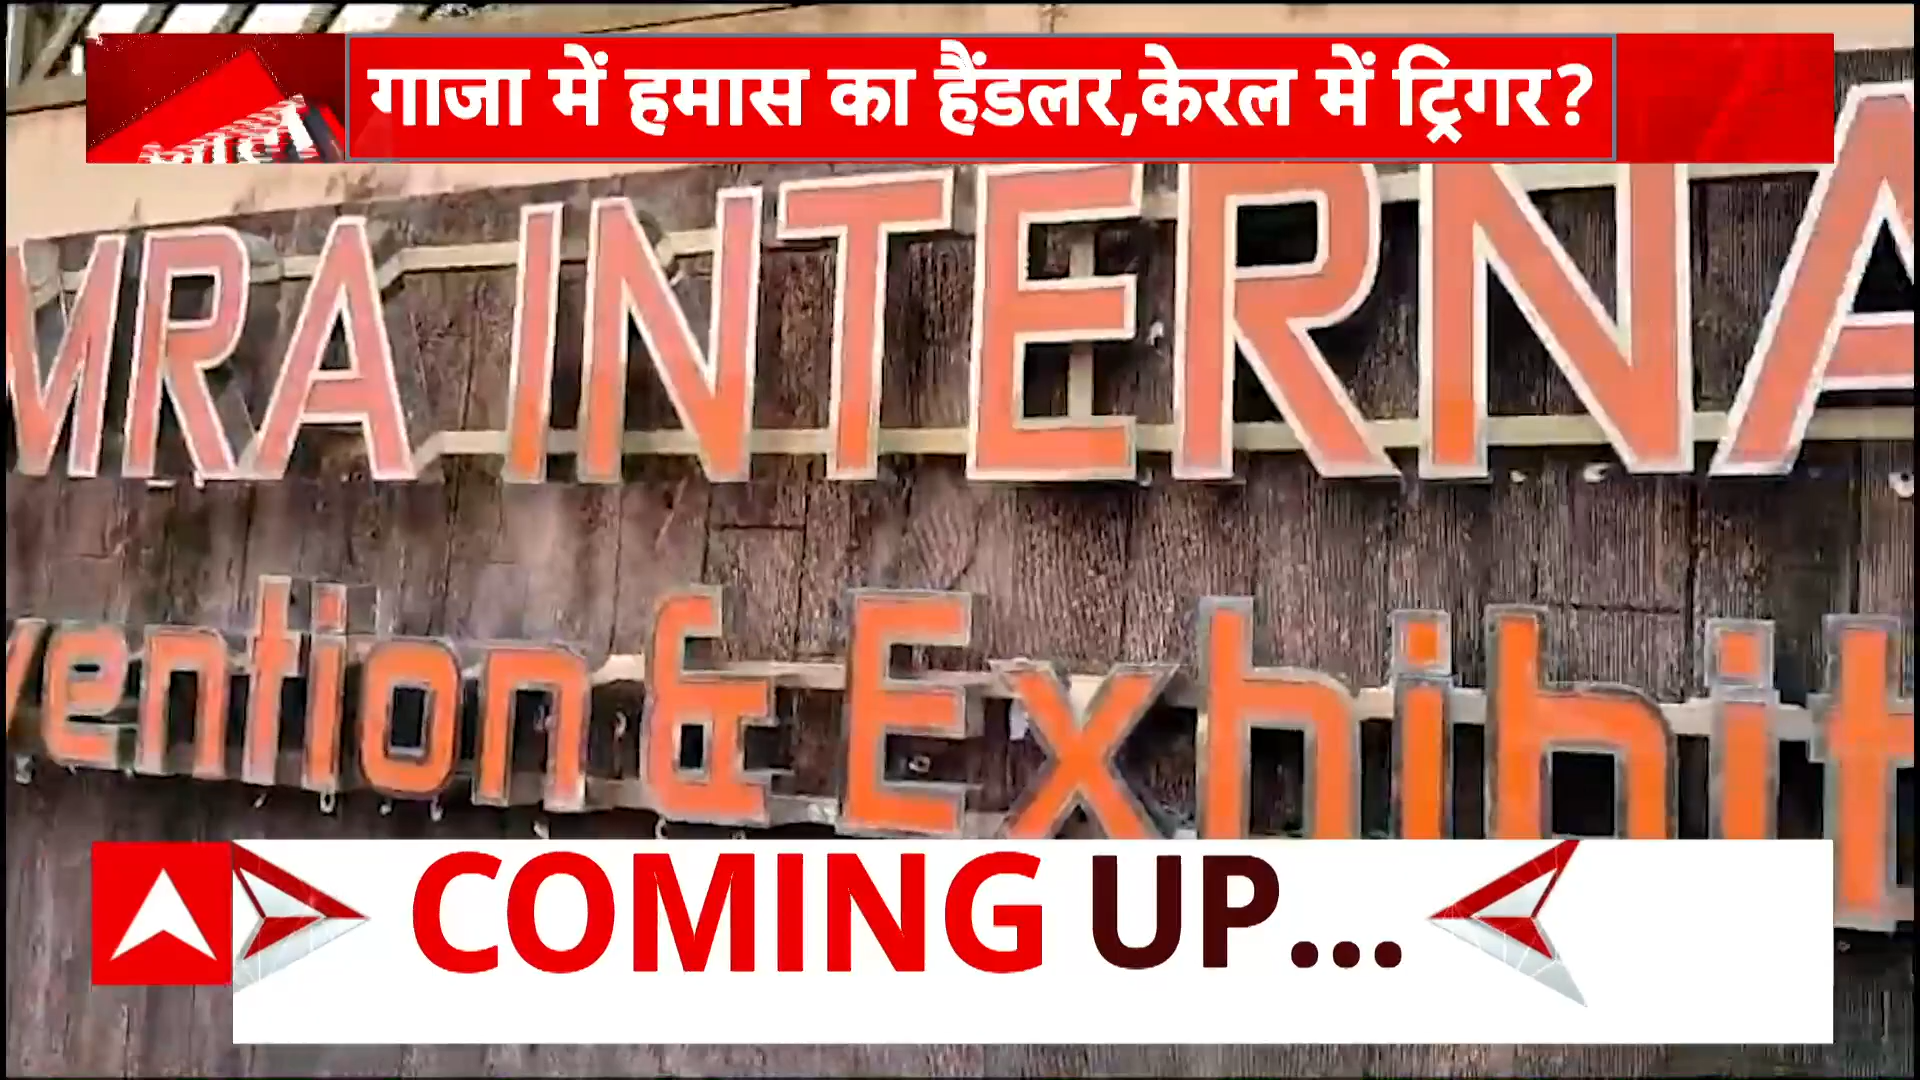 गाजा में हमास का हैंडलर,केरल में ट्रिगर?
MRA INTERNA
vention & Exhibit
COMING UP...